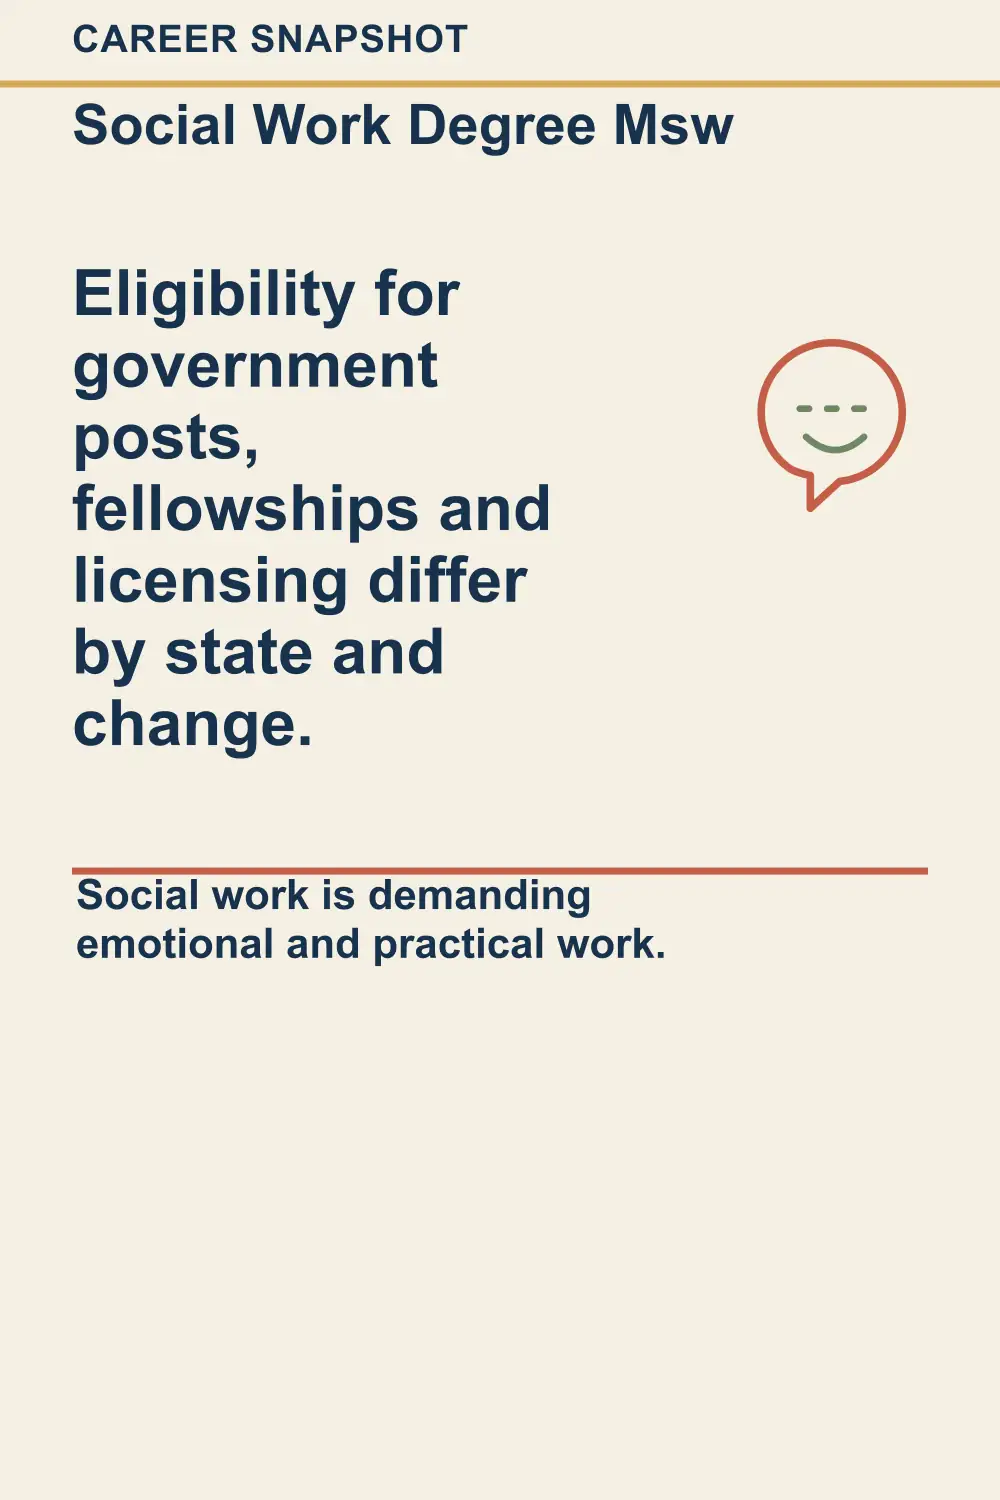 CAREER SNAPSHOT
Social Work Degree Msw
Eligibility for
government
posts,
fellowships and
licensing differ
by state and
change.
Social work is demanding
emotional and practical work.